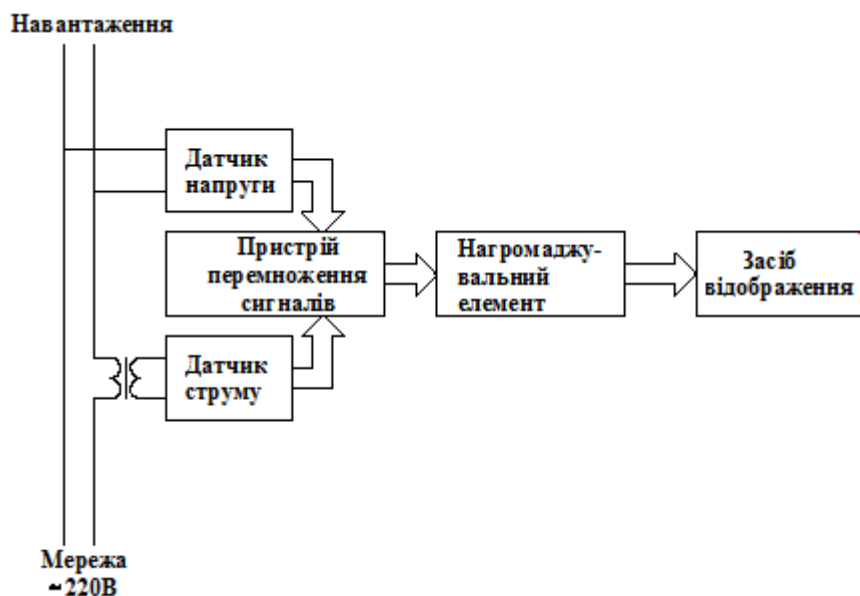 Навантаження
Датчик
напруги
Пристрій
перемноження
сигналів
Нагромаджу-
вальний
елемент
Засіб
відображення
Датчик
струму
Мережа
~220В